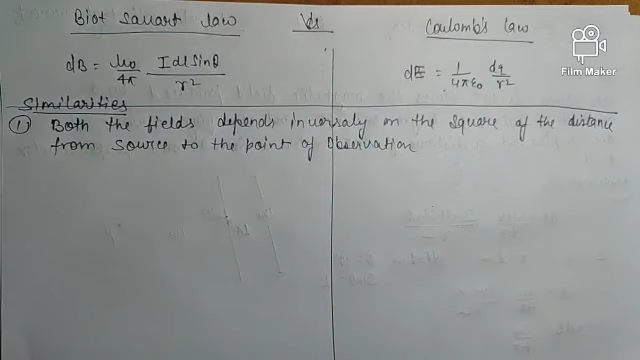 Biot Savart law Vs Coulomb's law
dB = μ0/4π Idl Sinθ/r² dE = 1/4πε0 dq/r²
Similarities
① Both the fields depends inversaly on the square of the distance
from source to the point of Observation
Film Maker